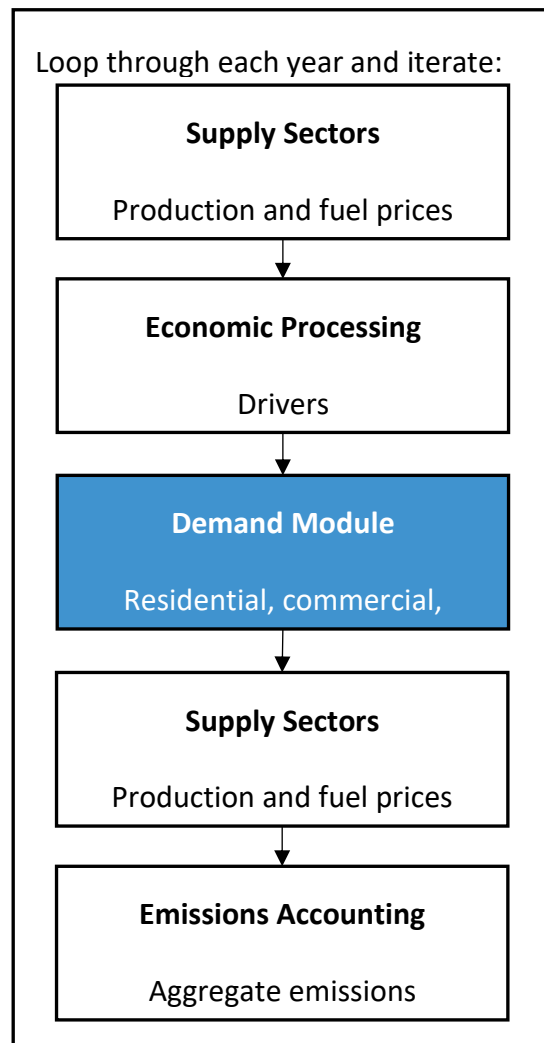 Loop through each year and iterate:
Supply Sectors
Production and fuel prices
Economic Processing
Drivers
Demand Module
Residential, commercial,
Supply Sectors
Production and fuel prices
Emissions Accounting
Aggregate emissions